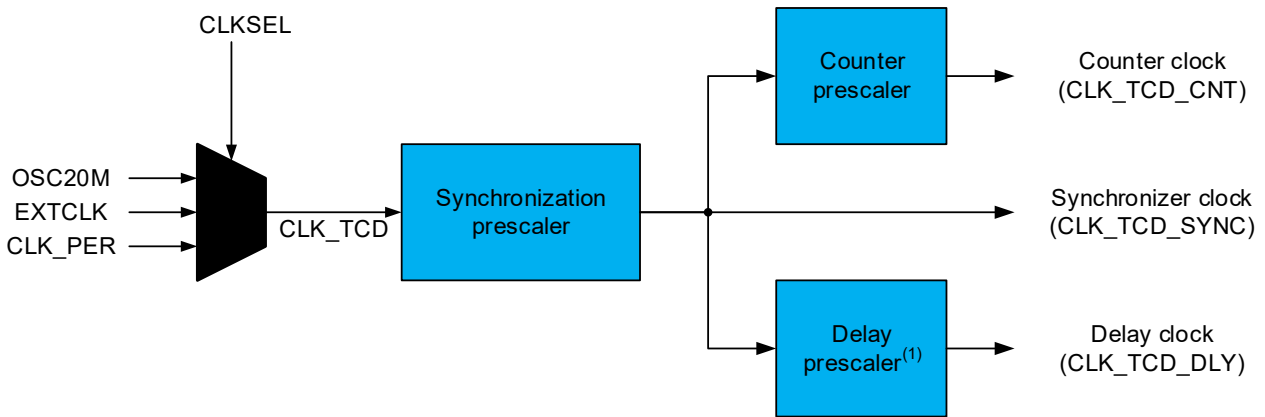 CLKSEL
OSC20M
EXTCLK
CLK_PER
CLK_TCD
Synchronization
prescaler
Counter
prescaler
Counter clock
(CLK_TCD_CNT)
Synchronizer clock
(CLK_TCD_SYNC)
Delay
prescaler(1)
Delay clock
(CLK_TCD_DLY)